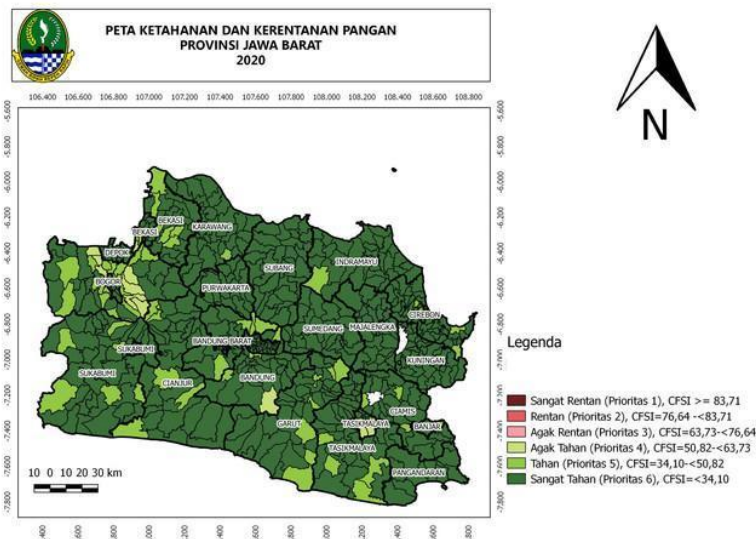 PETA KETAHANAN DAN KERENTANAN PANGAN
PROVINSI JAWA BARAT
2020
N
106.400 106.600 106.800 107.000 107.200 107.400 107.600 107.800 108.000 108.200 108.400 108.600 108.800
-5.600
-5.800
-6.000
-6.200
-6.400
-6.600
-6.800
-7.000
-7.200
-7.400
-7.600
-7.800
BEKASI
BEKASI
KARAWANG
DEPOK
BOGOR
SUBANG
INDRAMAYU
PURWAKARTA
CIREBON
SUKABUMI
BANDUNG BARAT
SUMEDANG
MAJALENGKA
KUNINGAN
SUKABUMI
CIANJUR
BANDUNG
GARUT
TASIKMALAYA
CIAMIS
BANJAR
TASIKMALAYA
PANGANDARAN
10 0 10 20 30 km
Legenda
Sangat Rentan (Prioritas 1), CFSI >= 83,71
Rentan (Prioritas 2), CFSI=76,64 -<83,71
Agak Rentan (Prioritas 3), CFSI=63,73-<76,64
Agak Tahan (Prioritas 4), CFSI=50,82-<63,73
Tahan (Prioritas 5), CFSI=34,10-<50,82
Sangat Tahan (Prioritas 6), CFSI=<34,10